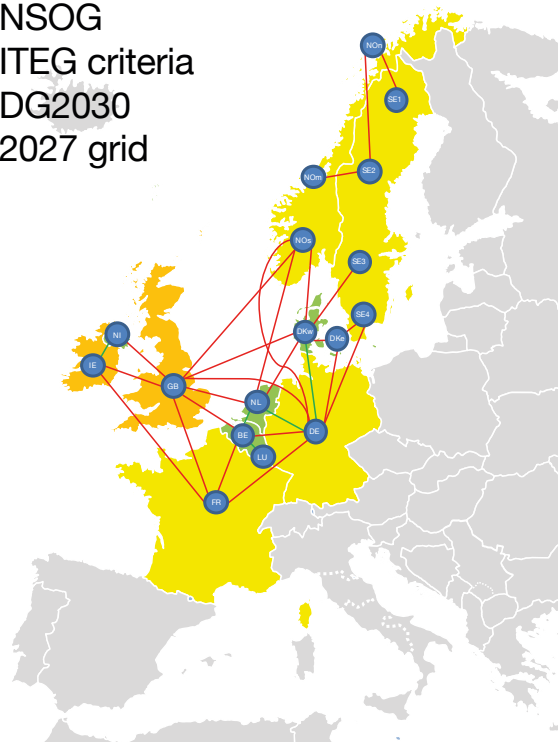 NSOG
ITEG criteria
DG2030
2027 grid
NOn
SE1
SE2
NOm
NOs
SE3
SE4
NI
DKw
DKe
IE
GB
NL
BE
DE
LU
FR